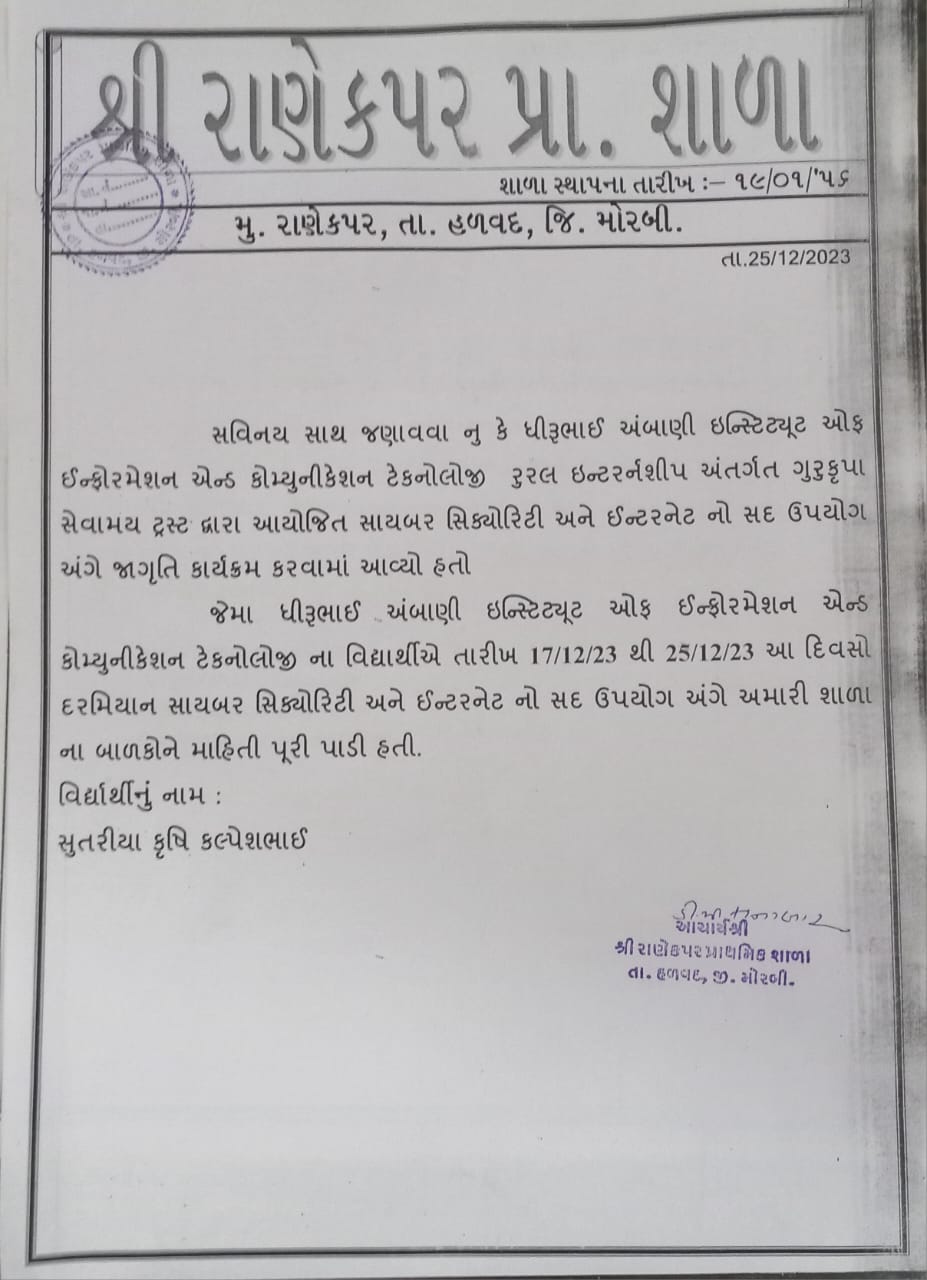 શ્રી રાણેકપર પ્રા. શાળા
શાળા સ્થાપના તારીખ :– ૧૯/૦૧/'૫૬
મુ. રાણેકપર, તા. હળવદ, જિ. મોરબી.
તા.25/12/2023
સવિનય સાથ જણાવવા નુ કે ધીરૂભાઈ અંબાણી ઇન્સ્ટિટ્યૂટ ઓફ
ઈન્ફોરમેશન એન્ડ કોમ્યુનીકેશન ટેકનોલોજી રુરલ ઇન્ટરર્નશીપ અંતર્ગત ગુરુકૃપા
સેવામય ટ્રસ્ટ દ્વારા આયોજિત સાયબર સિક્યોરિટી અને ઈન્ટરનેટ નો સદ ઉપયોગ
અંગે જાગૃતિ કાર્યક્રમ કરવામાં આવ્યો હતો
જેમા ધીરૂભાઈ અંબાણી ઇન્સ્ટિટ્યૂટ ઓફ ઈન્ફોરમેશન એન્ડ
કોમ્યુનીકેશન ટેકનોલોજી ના વિદ્યાર્થીએ તારીખ 17/12/23 થી 25/12/23 આ દિવસો
દરમિયાન સાયબર સિક્યોરિટી અને ઈન્ટરનેટ નો સદ ઉપયોગ અંગે અમારી શાળા
ના બાળકોને માહિતી પૂરી પાડી હતી.
વિદ્યાર્થીનું નામ :
સુતરીયા કૃષિ કલ્પેશભાઈ
આચાર્યશ્રી
શ્રી રાણેકપર પ્રાથમિક શાળા
તા. હળવદ, જી. મોરબી.